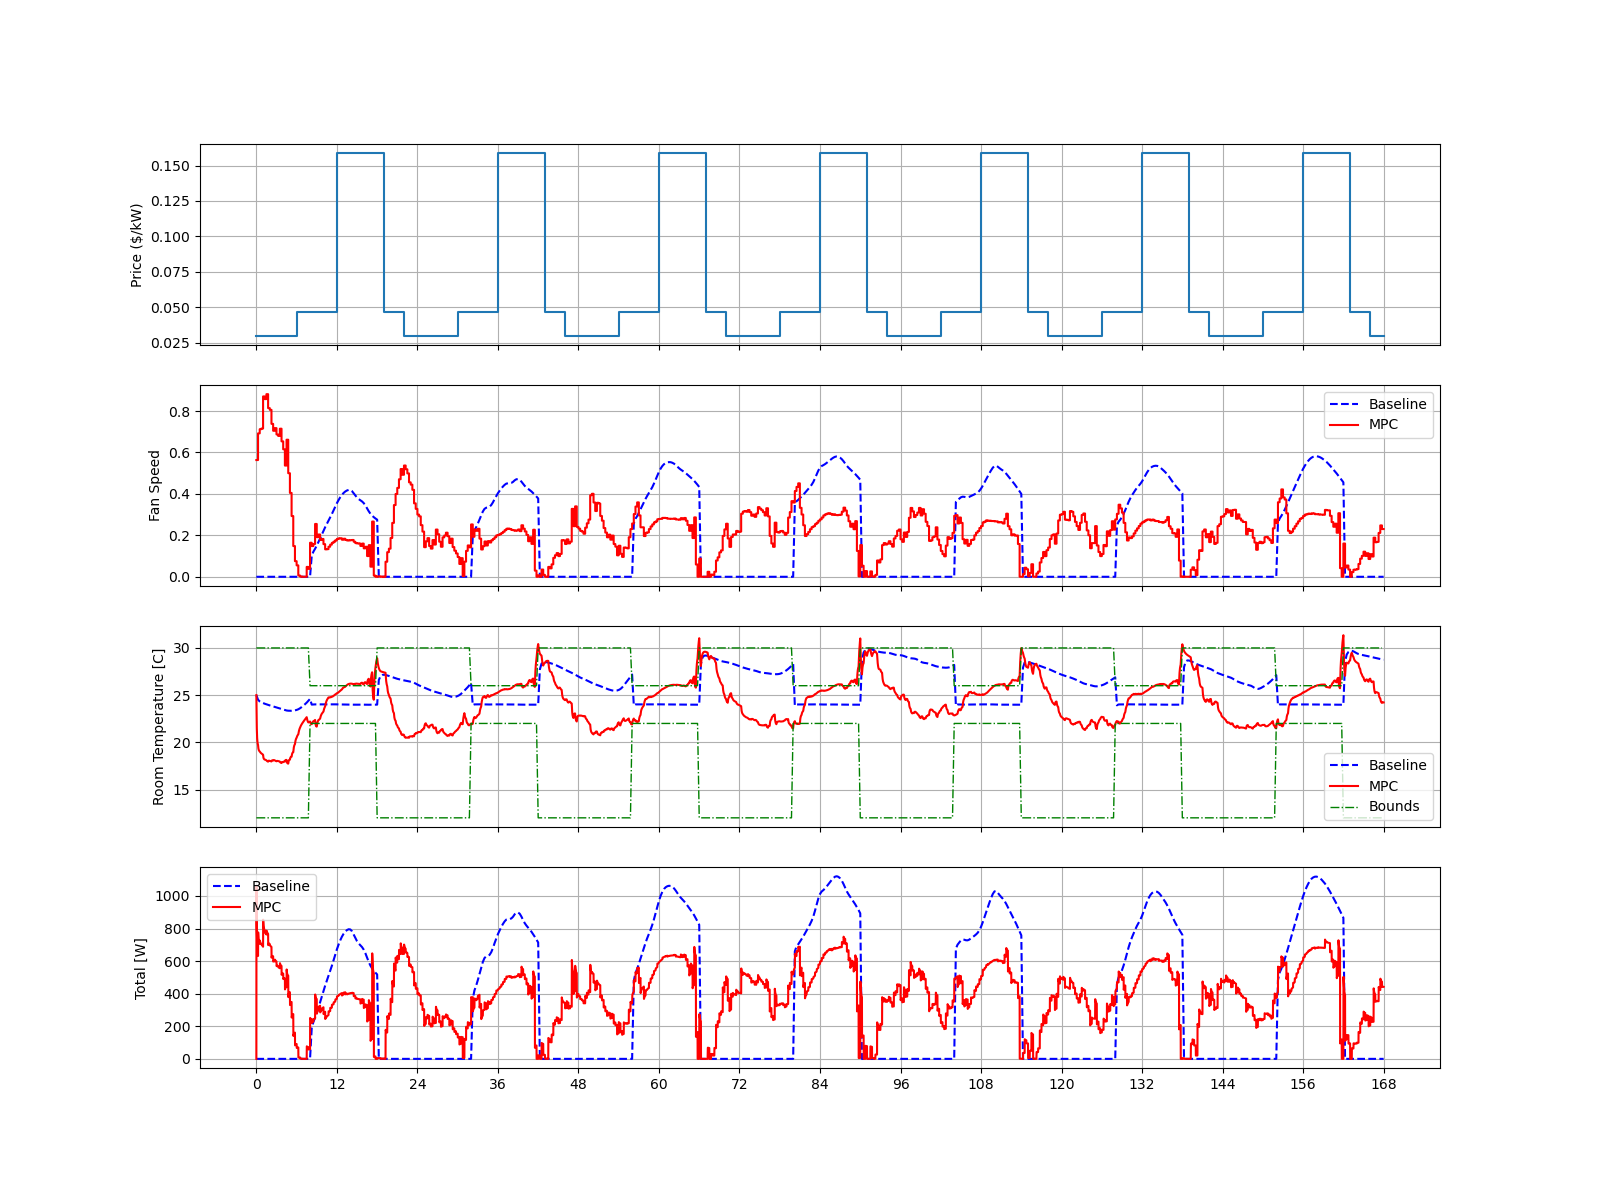 0.150
0.125
0.100
0.075
0.050
0.025
Price ($/kW)
0.8
0.6
0.4
0.2
0.0
Fan Speed
Baseline
MPC
30
25
20
15
Room Temperature [C]
Baseline
MPC
Bounds
1000
800
600
400
200
0
Total [W]
Baseline
MPC
0 12 24 36 48 60 72 84 96 108 120 132 144 156 168